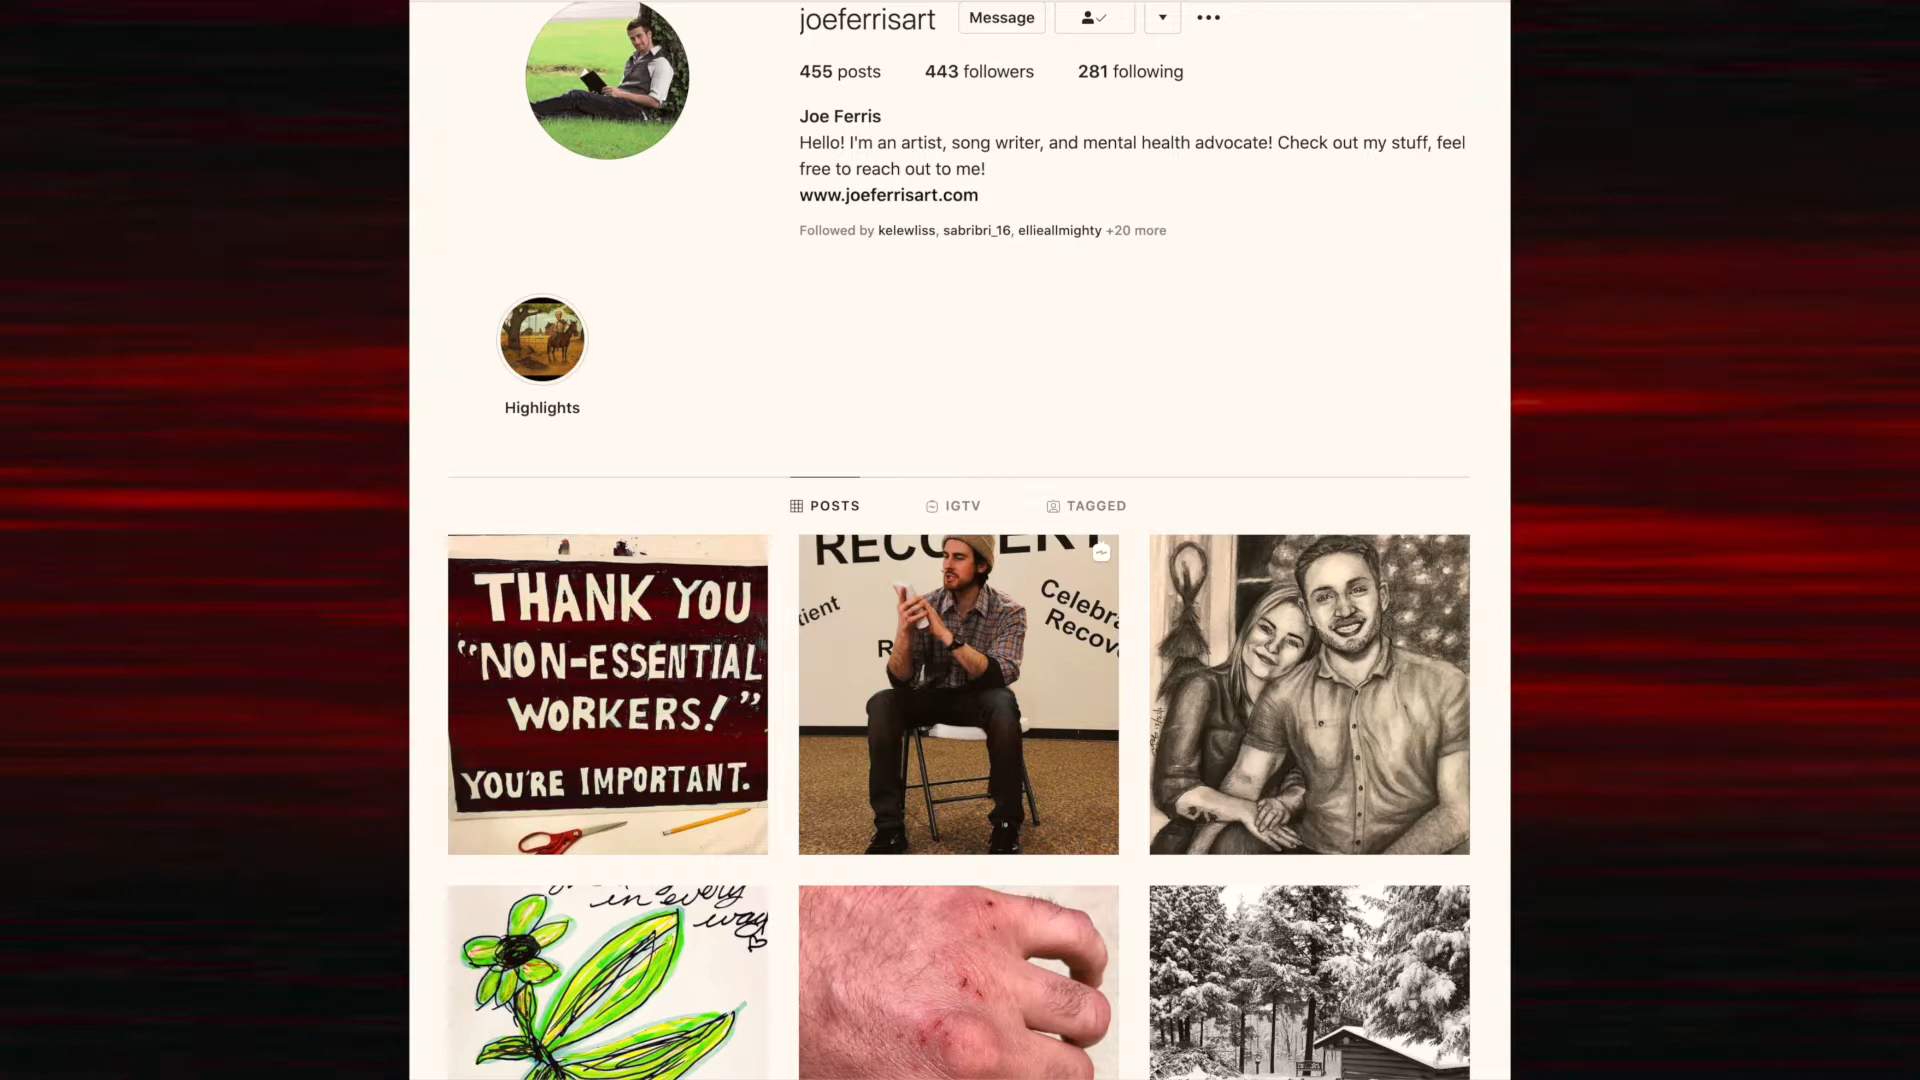 joeferrisart Message
455 posts 443 followers 281 following
Joe Ferris
Hello! I'm an artist, song writer, and mental health advocate! Check out my stuff, feel
free to reach out to me!
www.joeferrisart.com
Followed by kelewliss, sabribri_16, ellieallmighty +20 more
Highlights
POSTS IGTV TAGGED
THANK YOU
"NON-ESSENTIAL
WORKERS!"
YOU'RE IMPORTANT.
Celebra
Recov
in every
way